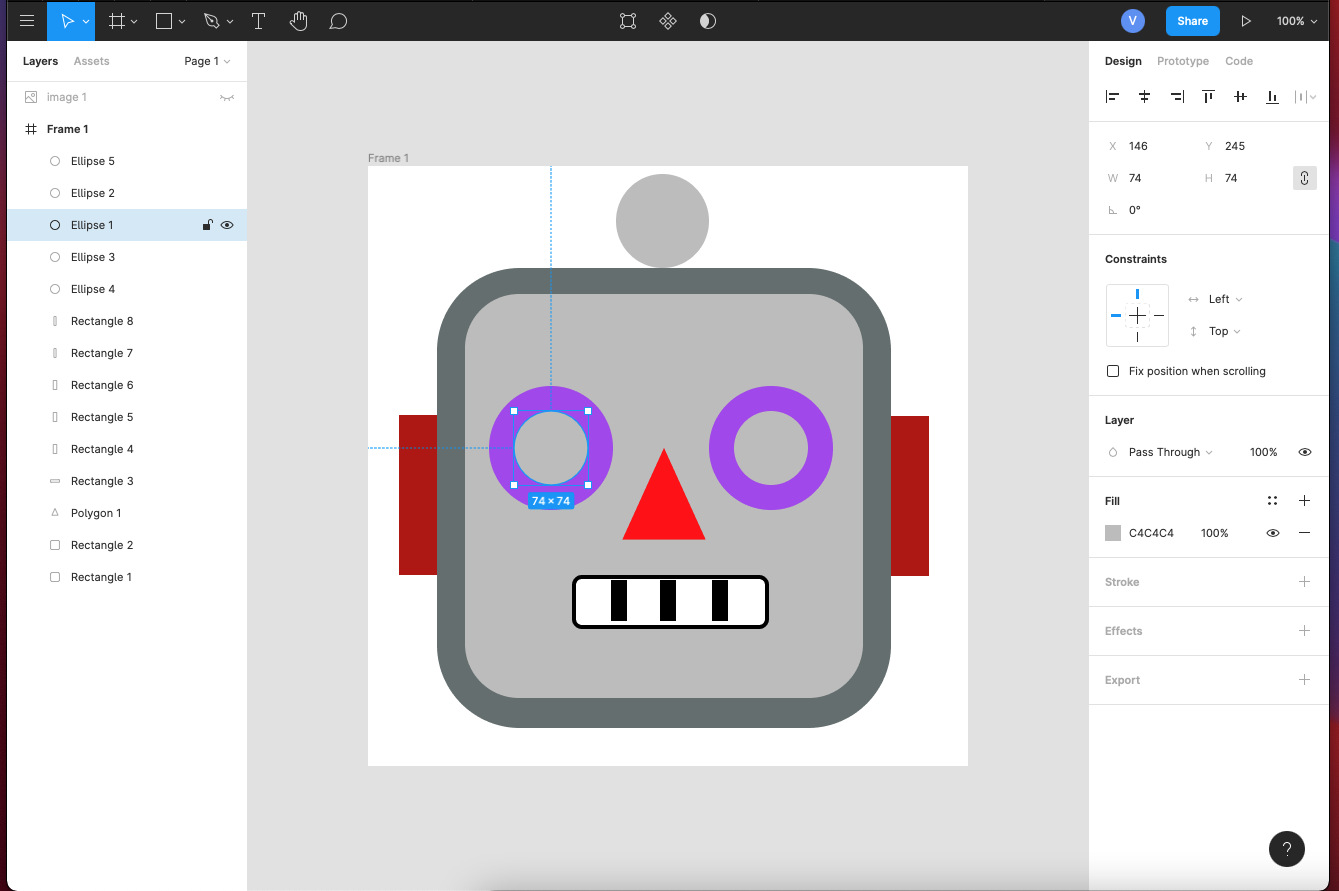 V
Share
100%
Layers
Assets
Page 1
image 1
Frame 1
Ellipse 5
Ellipse 2
Ellipse 1
Ellipse 3
Ellipse 4
Rectangle 8
Rectangle 7
Rectangle 6
Rectangle 5
Rectangle 4
Rectangle 3
Polygon 1
Rectangle 2
Rectangle 1
Frame 1
74 × 74
Design
Prototype
Code
X 146 Y 245
W 74 H 74
0°
Constraints
Left
Top
Fix position when scrolling
Layer
Pass Through 100%
Fill
C4C4C4 100%
Stroke
Effects
Export
?